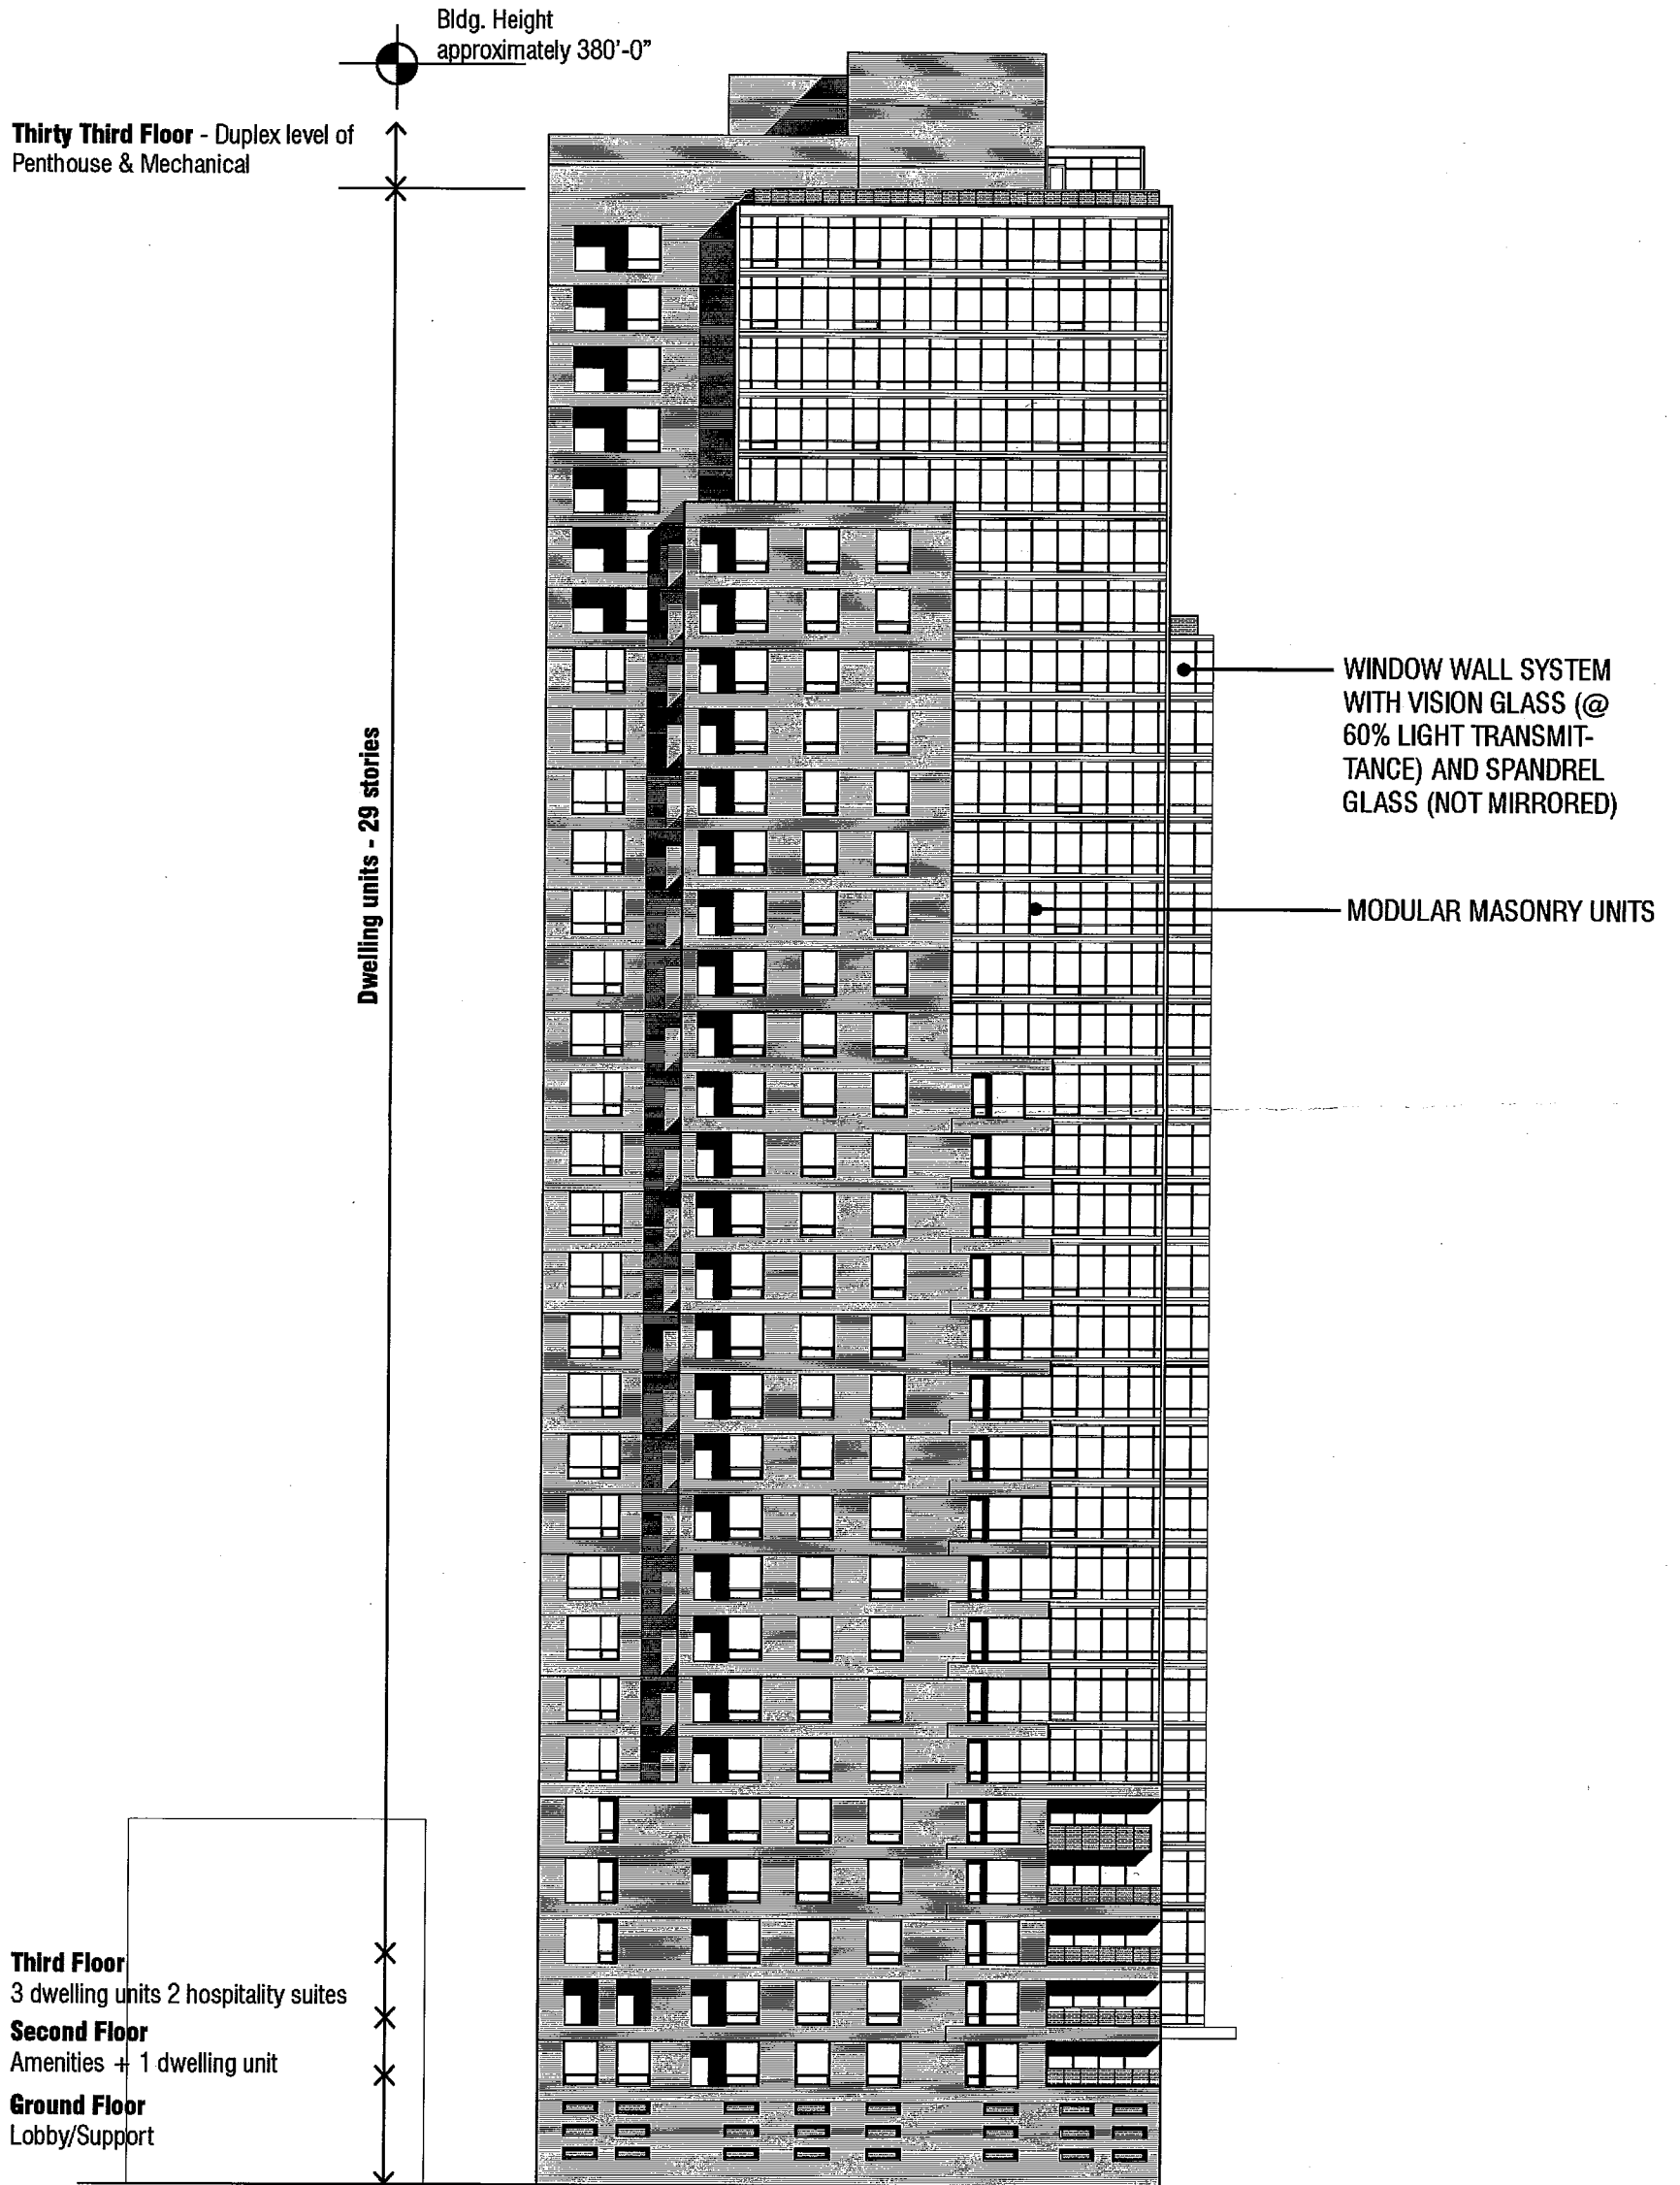 Bldg. Height
approximately 380'-0"
Thirty Third Floor - Duplex level of
Penthouse & Mechanical
Dwelling units - 29 stories
WINDOW WALL SYSTEM
WITH VISION GLASS (@
60% LIGHT TRANSMIT-
TANCE) AND SPANDREL
GLASS (NOT MIRRORED)
MODULAR MASONRY UNITS
Third Floor
3 dwelling units 2 hospitality suites
Second Floor
Amenities + 1 dwelling unit
Ground Floor
Lobby/Support